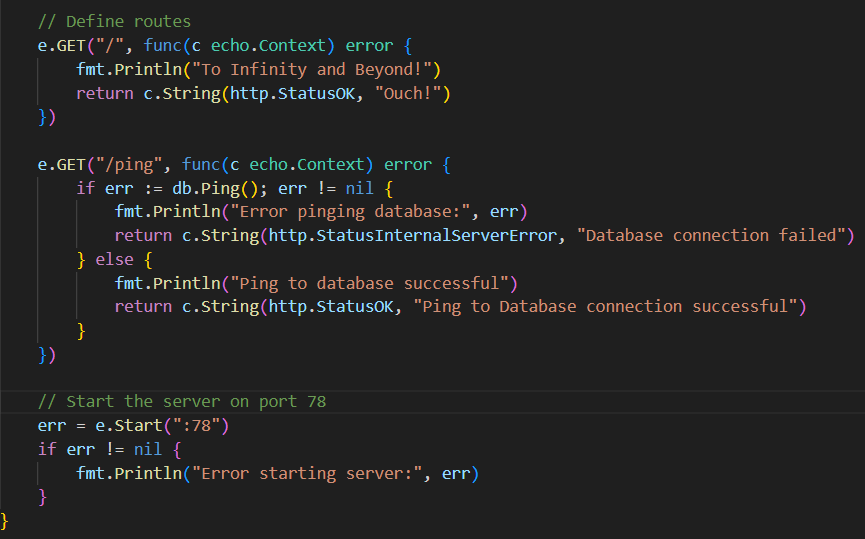 // Define routes
e.GET("/", func(c echo.Context) error {
    fmt.Println("To Infinity and Beyond!")
    return c.String(http.StatusOK, "Ouch!")
})
e.GET("/ping", func(c echo.Context) error {
    if err := db.Ping(); err != nil {
        fmt.Println("Error pinging database:", err)
        return c.String(http.StatusInternalServerError, "Database connection failed")
    } else {
        fmt.Println("Ping to database successful")
        return c.String(http.StatusOK, "Ping to Database connection successful")
    }
})
// Start the server on port 78
err = e.Start(":78")
if err != nil {
    fmt.Println("Error starting server:", err)
}
}